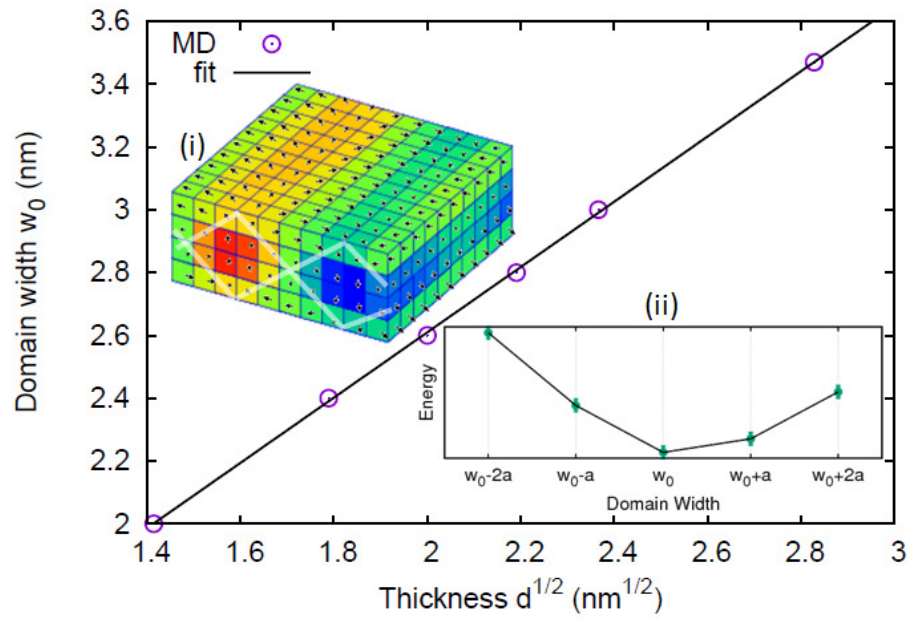 3.6
3.4
3.2
3
2.8
2.6
2.4
2.2
2
Domain width w0 (nm)
MD
fit
(i)
(ii)
Energy
w0-2a w0-a w0 w0+a w0+2a
Domain Width
1.4 1.6 1.8 2 2.2 2.4 2.6 2.8 3
Thickness d^1/2 (nm^1/2)